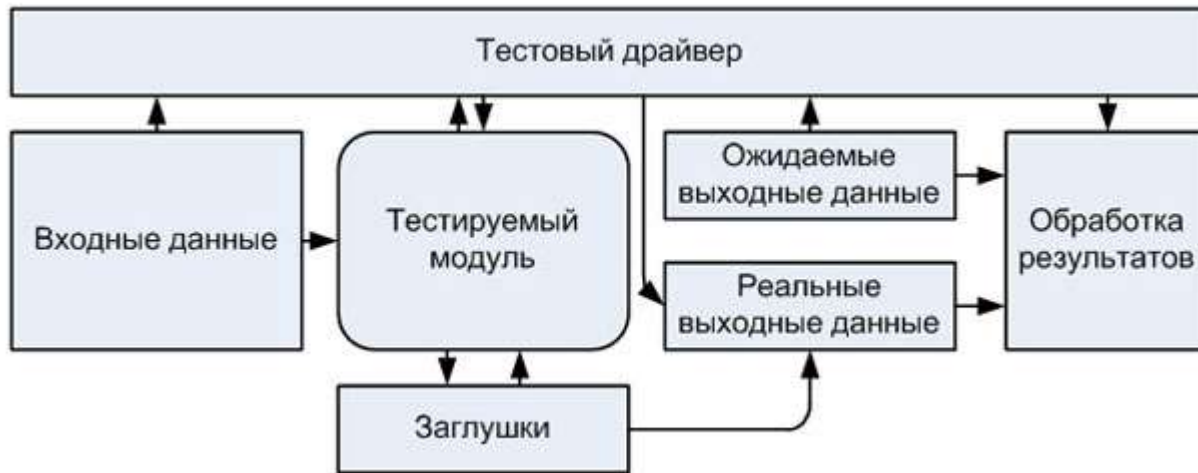 Тестовый драйвер
Входные данные
Тестируемый
модуль
Ожидаемые
выходные данные
Реальные
выходные данные
Обработка
результатов
Заглушки